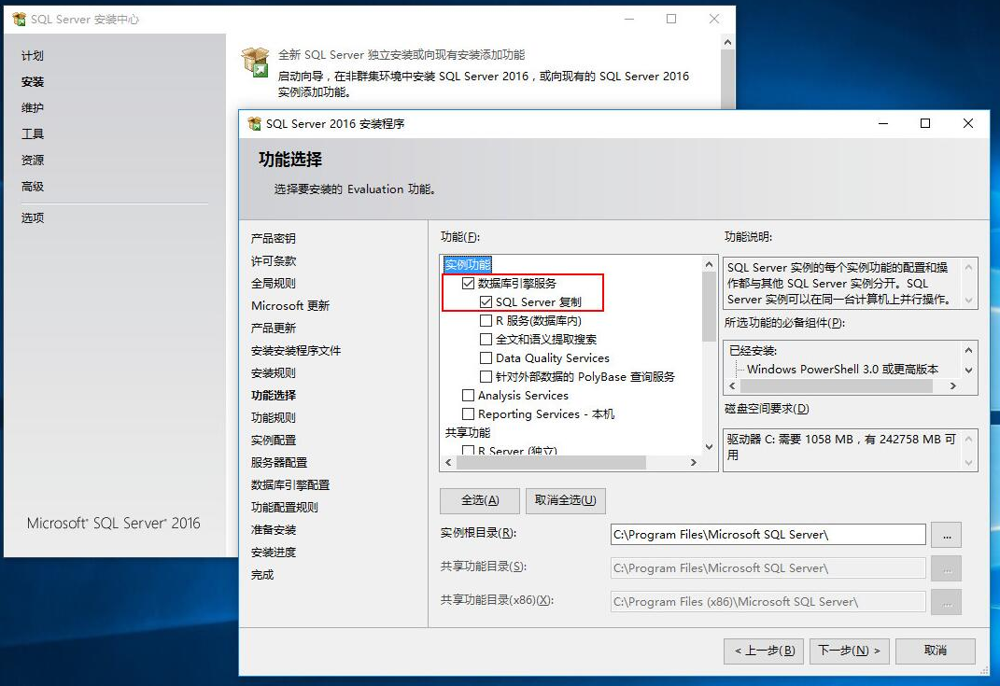 SQL Server 安装中心
计划
安装
维护
工具
资源
高级
选项
Microsoft® SQL Server® 2016
全新 SQL Server 独立安装或向现有安装添加功能
启动向导，在非群集环境中安装 SQL Server 2016，或向现有的 SQL Server 2016
实例添加功能。
SQL Server 2016 安装程序
功能选择
选择要安装的 Evaluation 功能。
产品密钥
许可条款
全局规则
Microsoft 更新
产品更新
安装安装程序文件
安装规则
功能选择
功能规则
实例配置
服务器配置
数据库引擎配置
功能配置规则
准备安装
安装进度
完成
功能(F):
实例功能
数据库引擎服务
SQL Server 复制
R 服务(数据库内)
全文和语义提取搜索
Data Quality Services
针对外部数据的 PolyBase 查询服务
Analysis Services
Reporting Services - 本机
共享功能
R Server (独立)
功能说明:
SQL Server 实例的每个实例功能的配置和操
作都与其他 SQL Server 实例分开。SQL
Server 实例可以在同一台计算机上并行操作。
所选功能的必备组件(P):
已经安装:
Windows PowerShell 3.0 或更高版本
磁盘空间要求(D)
驱动器 C: 需要 1058 MB，有 242758 MB 可
用
全选(A)
取消全选(U)
实例根目录(R):
C:\Program Files\Microsoft SQL Server\
...
共享功能目录(S):
C:\Program Files\Microsoft SQL Server\
...
共享功能目录(x86)(X):
C:\Program Files (x86)\Microsoft SQL Server\
...
< 上一步(B)
下一步(N) >
取消